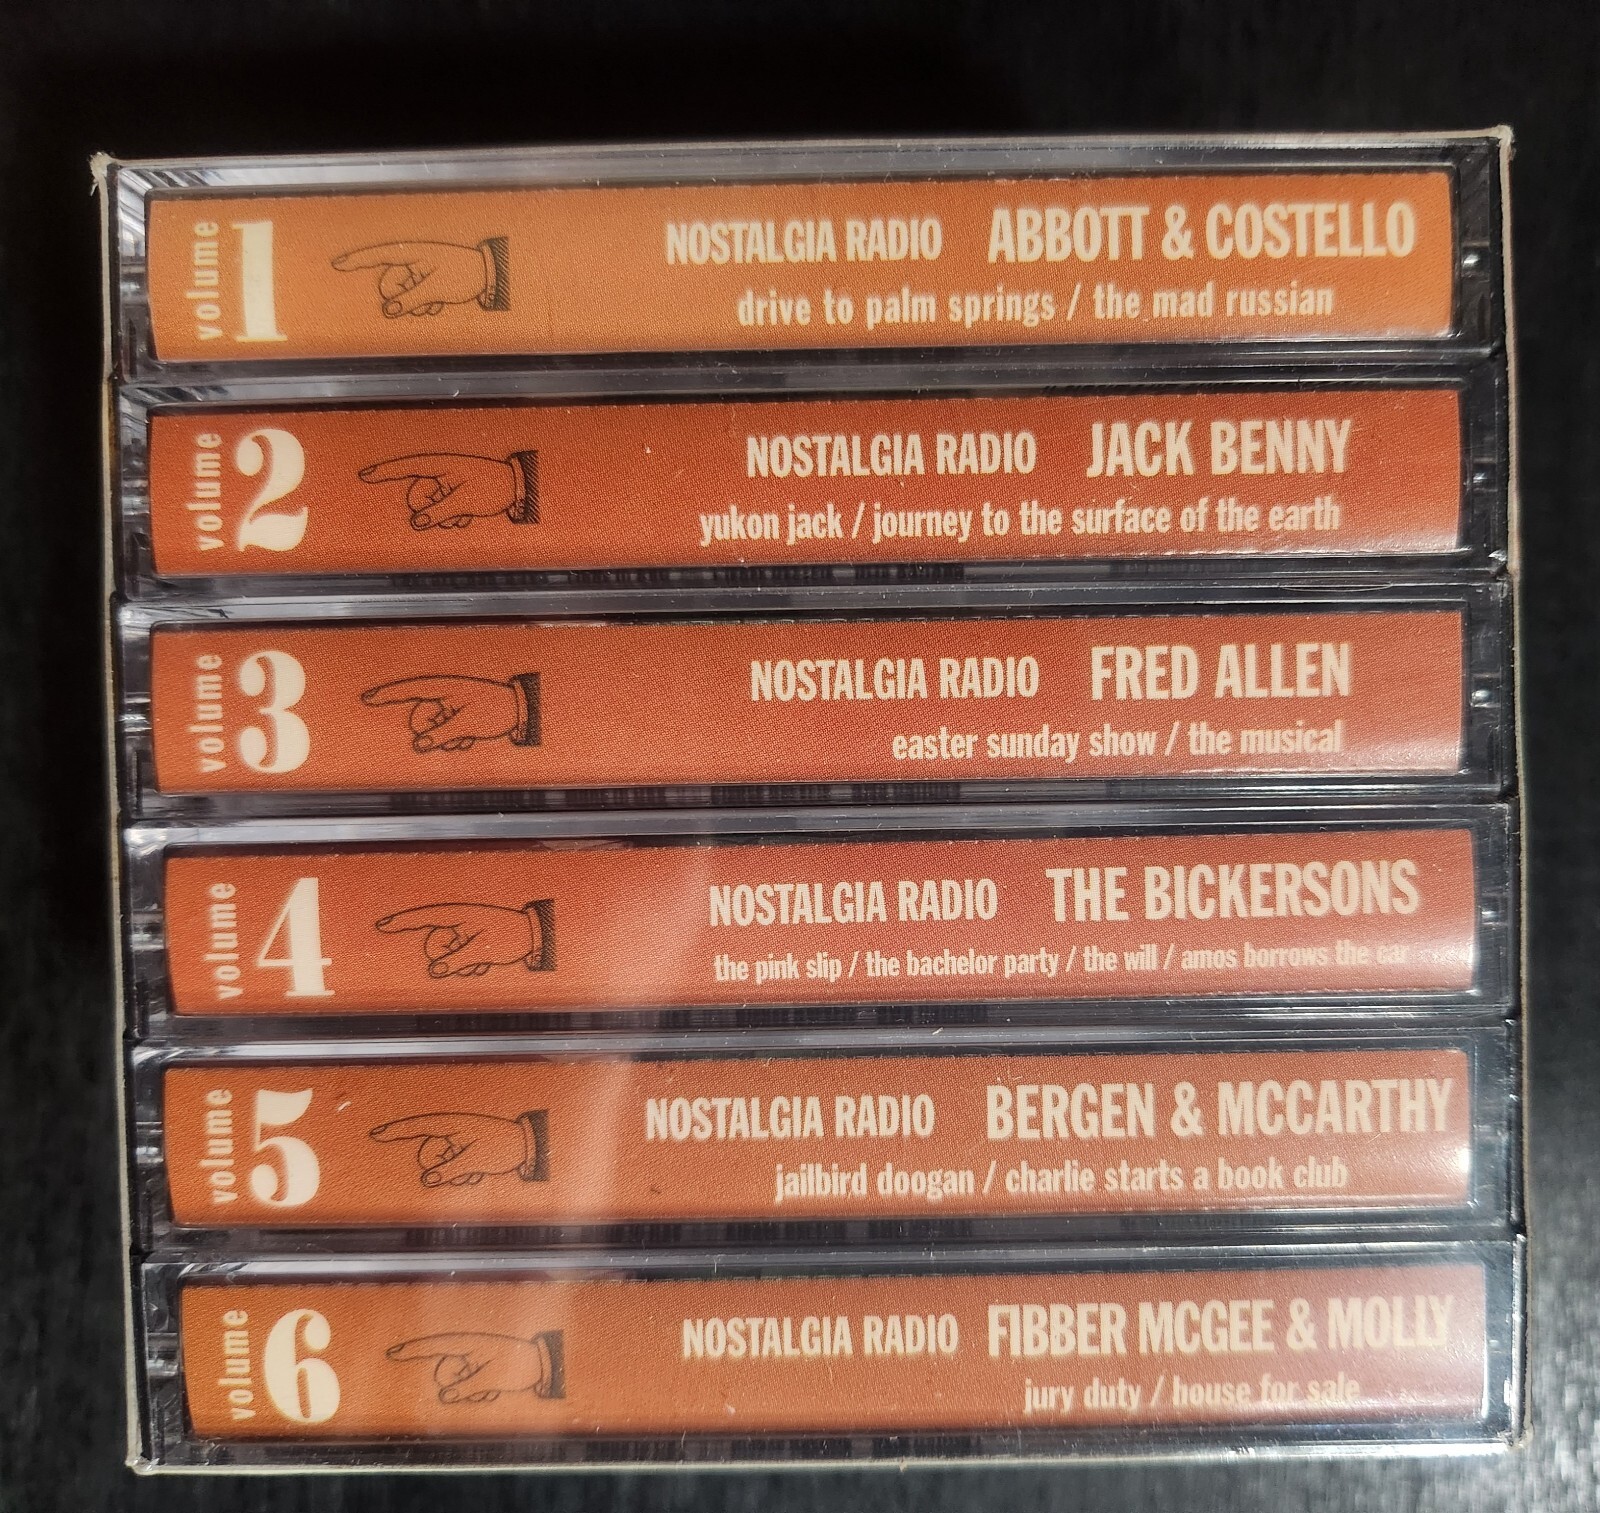 volume 1
NOSTALGIA RADIO ABBOTT & COSTELLO
drive to palm springs / the mad russian
volume 2
NOSTALGIA RADIO JACK BENNY
yukon jack / journey to the surface of the earth
volume 3
NOSTALGIA RADIO FRED ALLEN
easter sunday show / the musical
volume 4
NOSTALGIA RADIO THE BICKERSONS
the pink slip / the bachelor party / the will / amos borrows the car
volume 5
NOSTALGIA RADIO BERGEN & MCCARTHY
jailbird doogan / charlie starts a book club
volume 6
NOSTALGIA RADIO FIBBER MCGEE & MOLLY
jury duty / house for sale